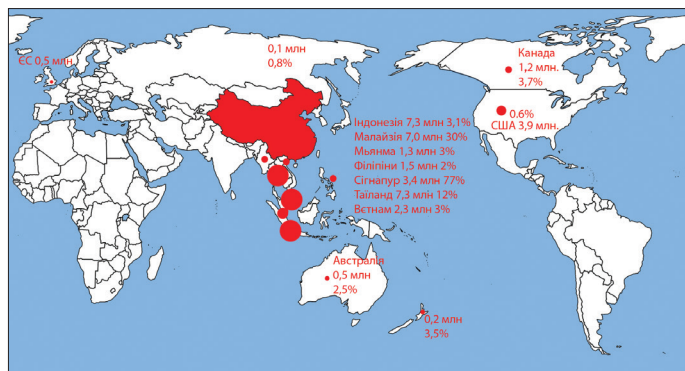 ЄС 0,5 млн
0,1 млн
0,8%
Канада
1,2 млн.
3,7%
0.6%
США 3,9 млн.
Індонезія 7,3 млн 3,1%
Малайзія 7,0 млн 30%
Мьянма 1,3 млн 3%
Філіпіни 1,5 млн 2%
Сігнапур 3,4 млн 77%
Таїланд 7,3 млн 12%
Вєтнам 2,3 млн 3%
Австралія
0,5 млн
2,5%
0,2 млн
3,5%